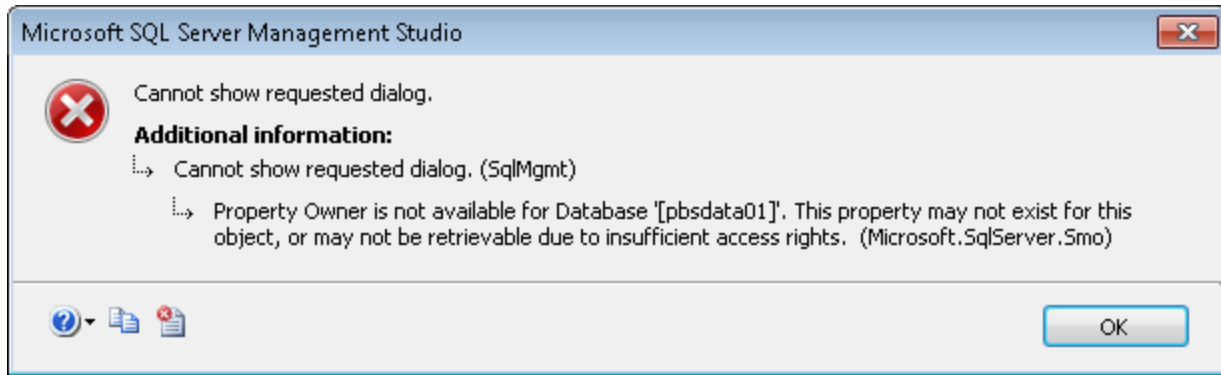 Microsoft SQL Server Management Studio
Cannot show requested dialog.
Additional information:
Cannot show requested dialog. (SqlMgmt)
Property Owner is not available for Database '[pbsdata01]'. This property may not exist for this
object, or may not be retrievable due to insufficient access rights.  (Microsoft.SqlServer.Smo)
OK